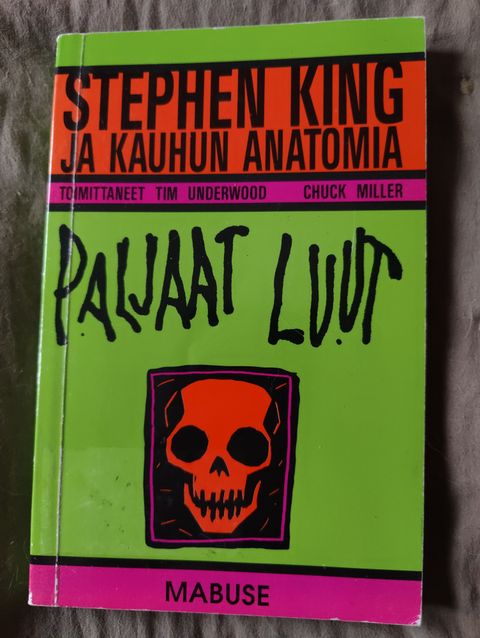 STEPHEN KING
JA KAUHUN ANATOMIA
TOIMITTANEET TIM UNDERWOOD CHUCK MILLER
PALJAAT LUUT
MABUSE